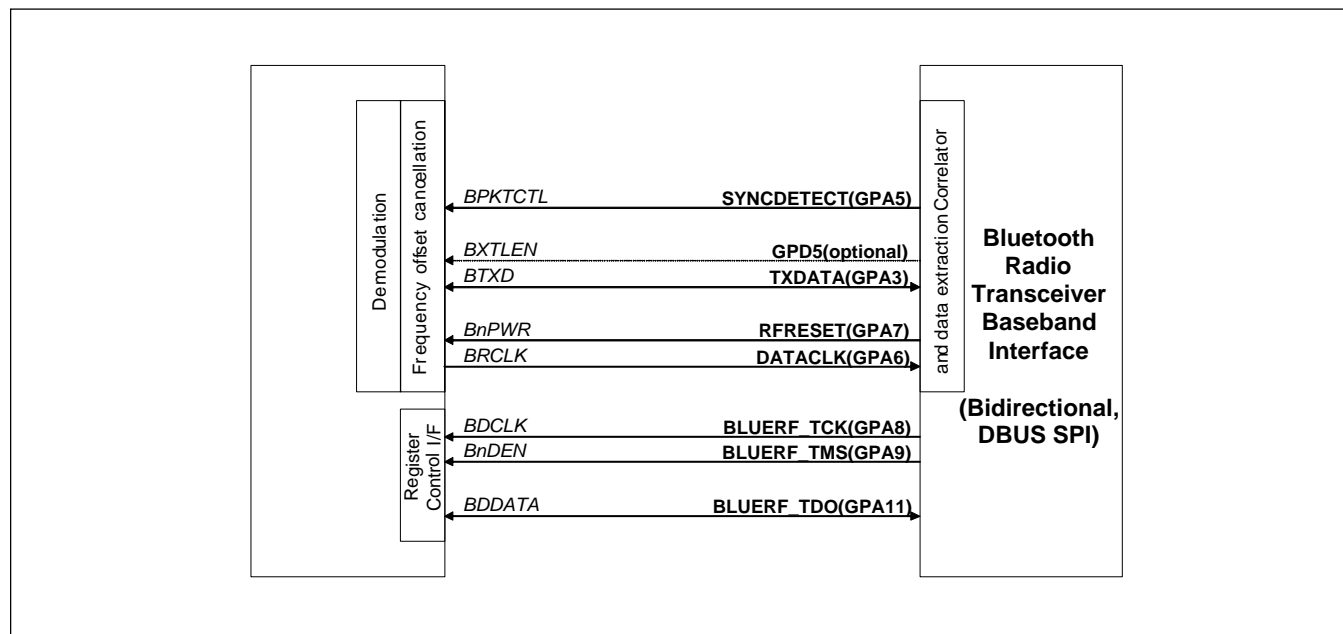 Demodulation
Frequency offset cancellation
BPKTCTL SYNCDETECT(GPA5)
BXTLEN GPD5(optional)
BTXD TXDATA(GPA3)
BnPWR RFRESET(GPA7)
BRCLK DATACLK(GPA6)
Register
Control I/F
BDCLK BLUERF_TCK(GPA8)
BnDEN BLUERF_TMS(GPA9)
BDDATA BLUERF_TDO(GPA11)
and data extraction Correlator
Bluetooth
Radio
Transceiver
Baseband
Interface
(Bidirectional,
DBUS SPI)